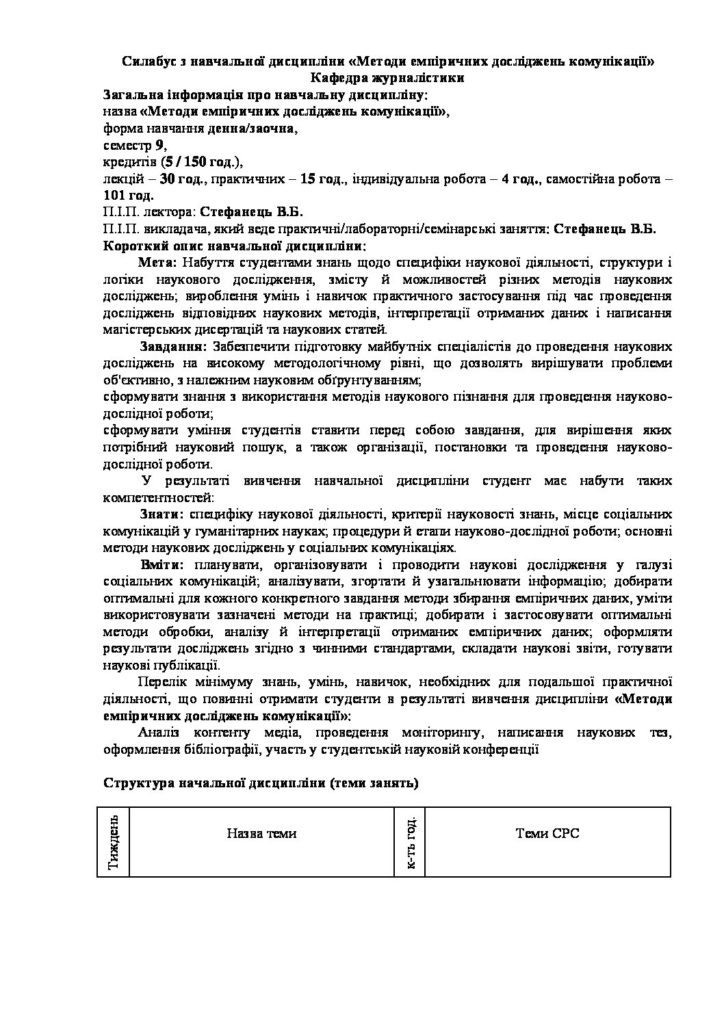 Силабус з навчальної дисципліни «Методи емпіричних досліджень комунікації»
Кафедра журналістики
Загальна інформація про навчальну дисципліну:
назва «Методи емпіричних досліджень комунікації»,
форма навчання денна/заочна,
семестр 9,
кредитів (5 / 150 год.),
лекцій – 30 год., практичних – 15 год., індивідуальна робота – 4 год., самостійна робота –
101 год.
П.І.П. лектора: Стефанець В.Б.
П.І.П. викладача, який веде практичні/лабораторні/семінарські заняття: Стефанець В.Б.
Короткий опис навчальної дисципліни:
Мета: Набуття студентами знань щодо специфіки наукової діяльності, структури і
логіки наукового дослідження, змісту й можливостей різних методів наукових
досліджень; вироблення умінь і навичок практичного застосування під час проведення
досліджень відповідних наукових методів, інтерпретації отриманих даних і написання
магістерських дисертацій та наукових статей.
Завдання: Забезпечити підготовку майбутніх спеціалістів до проведення наукових
досліджень на високому методологічному рівні, що дозволять вирішувати проблеми
об'єктивно, з належним науковим обґрунтуванням;
сформувати знання з використання методів наукового пізнання для проведення науково-
дослідної роботи;
сформувати уміння студентів ставити перед собою завдання, для вирішення яких
потрібний науковий пошук, а також організації, постановки та проведення науково-
дослідної роботи.
У результаті вивчення навчальної дисципліни студент має набути таких
компетентностей:
Знати: специфіку наукової діяльності, критерії науковості знань, місце соціальних
комунікацій у гуманітарних науках; процедури й етапи науково-дослідної роботи; основні
методи наукових досліджень у соціальних комунікаціях.
Вміти: планувати, організовувати і проводити наукові дослідження у галузі
соціальних комунікацій; аналізувати, згортати й узагальнювати інформацію; добирати
оптимальні для кожного конкретного завдання методи збирання емпіричних даних, уміти
використовувати зазначені методи на практиці; добирати і застосовувати оптимальні
методи обробки, аналізу й інтерпретації отриманих емпіричних даних; оформляти
результати досліджень згідно з чинними стандартами, складати наукові звіти, готувати
наукові публікації.
Перелік мінімуму знань, умінь, навичок, необхідних для подальшої практичної
діяльності, що повинні отримати студенти в результаті вивчення дисципліни «Методи
емпіричних досліджень комунікації»:
Аналіз контенту медіа, проведення моніторингу, написання наукових тез,
оформлення бібліографії, участь у студентській науковій конференції
Структура начальної дисципліни (теми занять)
Тиждень
Назва теми
к-ть год.
Теми СРС